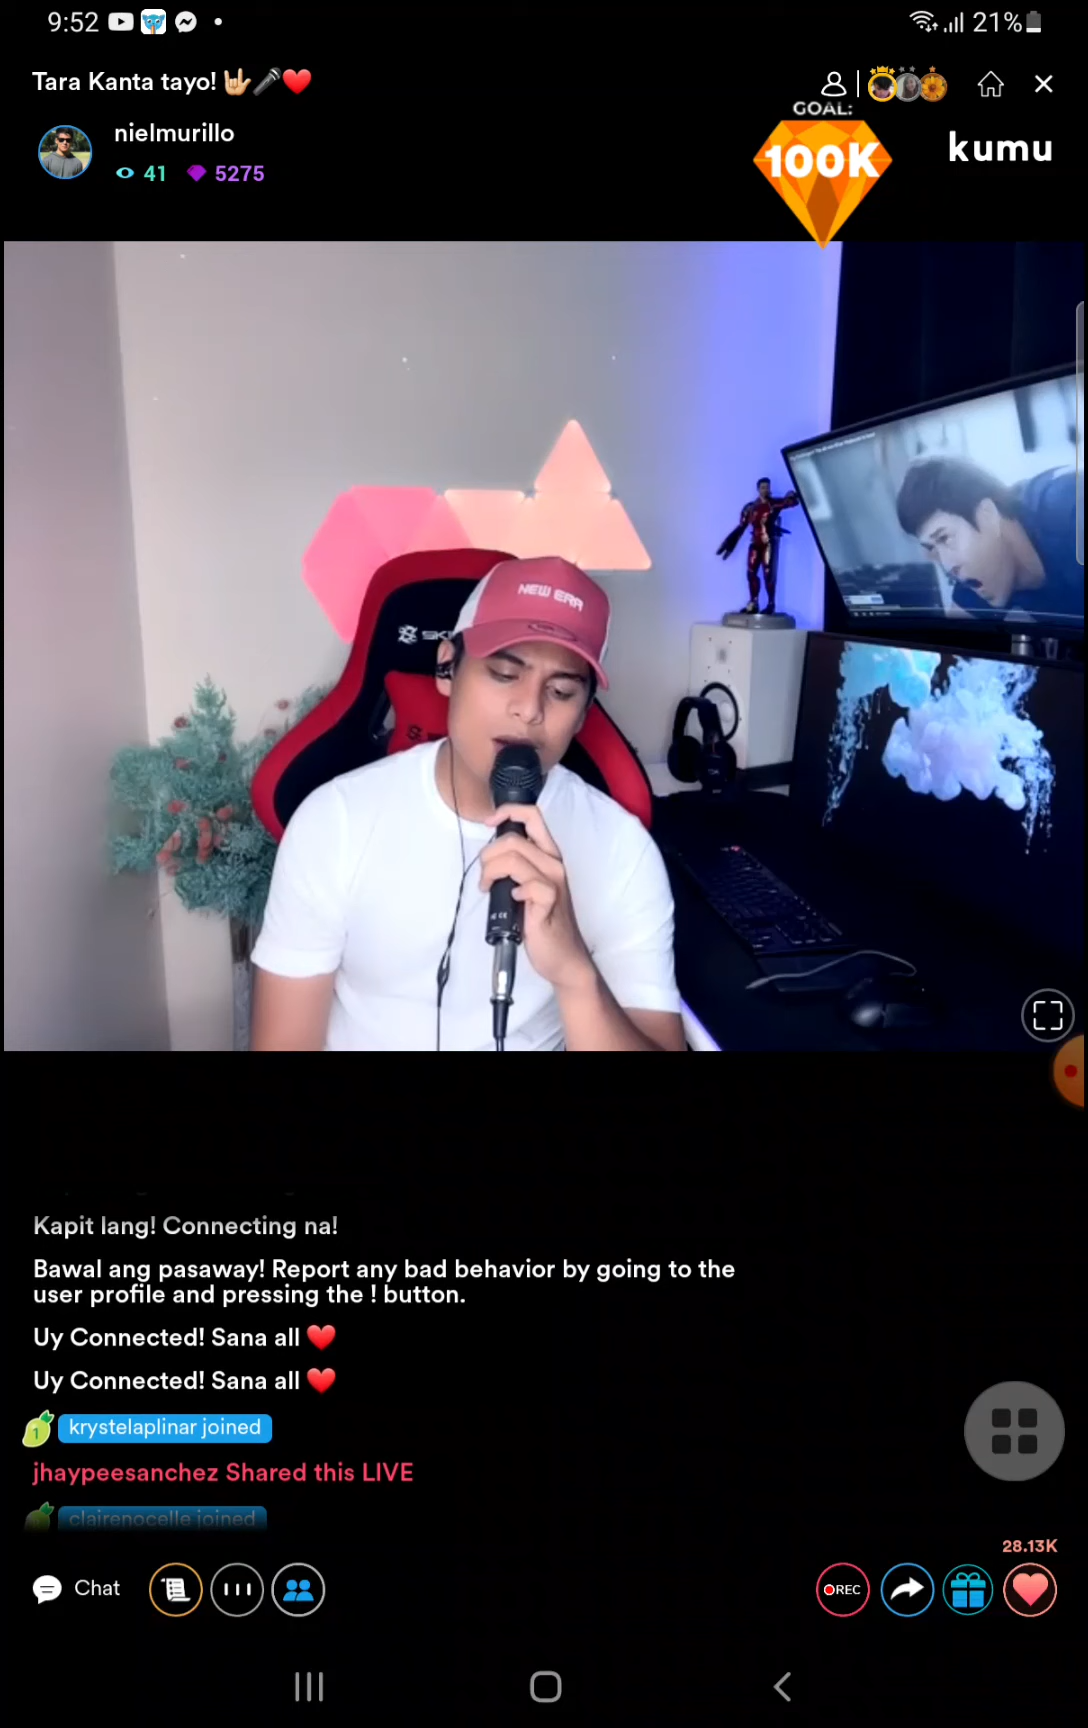 9:52
21%
Tara Kanta tayo! 🤟🏻🎤❤️
GOAL:
100K
kumu
nielmurillo
41 5275
NEW ERA
Kapit lang! Connecting na!
Bawal ang pasaway! Report any bad behavior by going to the
user profile and pressing the ! button.
Uy Connected! Sana all ❤️
Uy Connected! Sana all ❤️
1 krystelaplinar joined
jhaypeesanchez Shared this LIVE
clairenocelle joined
28.13K
Chat
REC